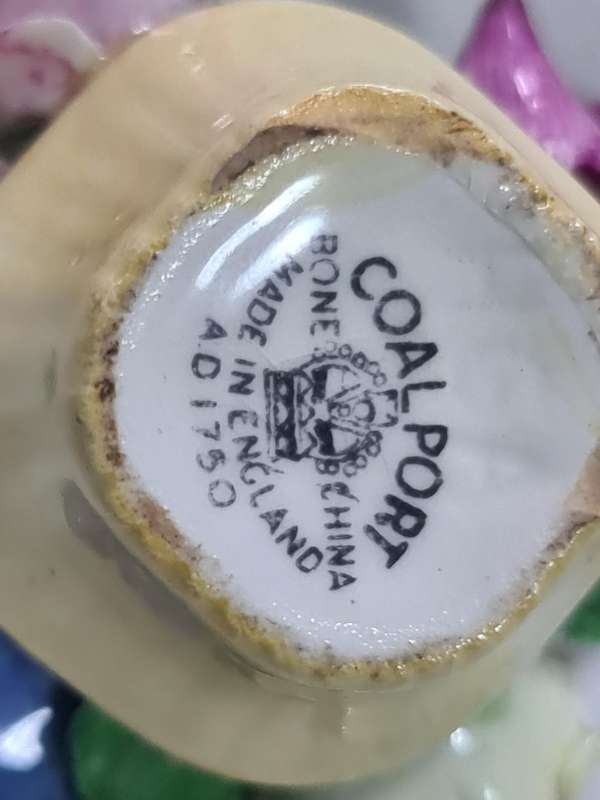 COALPORT
BONE CHINA
MADE IN ENGLAND
A.D 1750